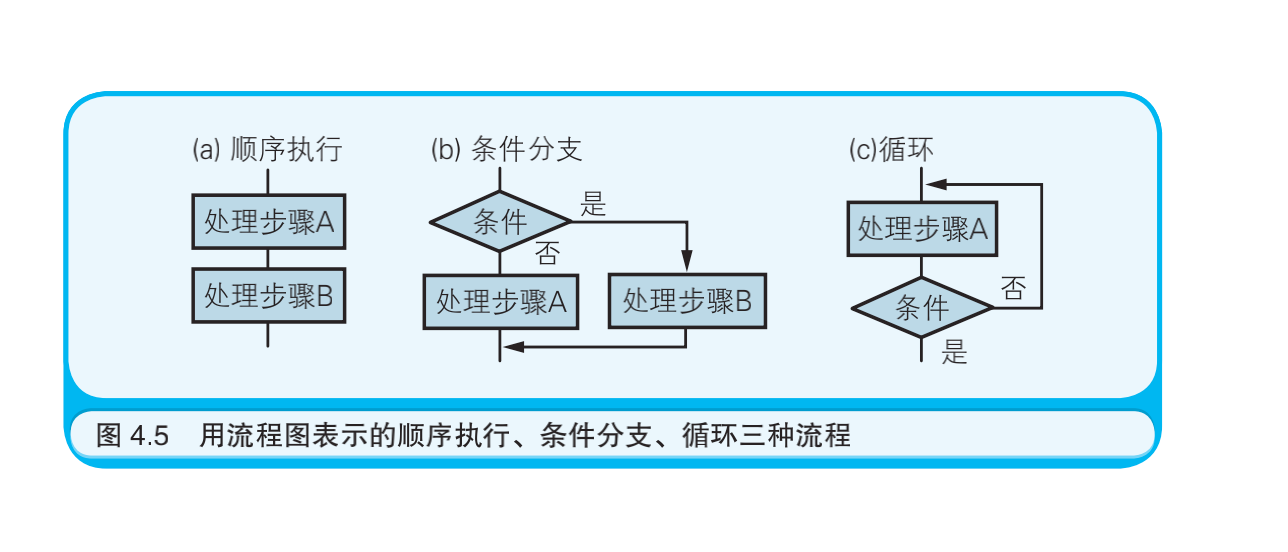 (a) 顺序执行
处理步骤A
处理步骤B
(b) 条件分支
条件
是
否
处理步骤A
处理步骤B
(c)循环
处理步骤A
条件
否
是
图 4.5 用流程图表示的顺序执行、条件分支、循环三种流程